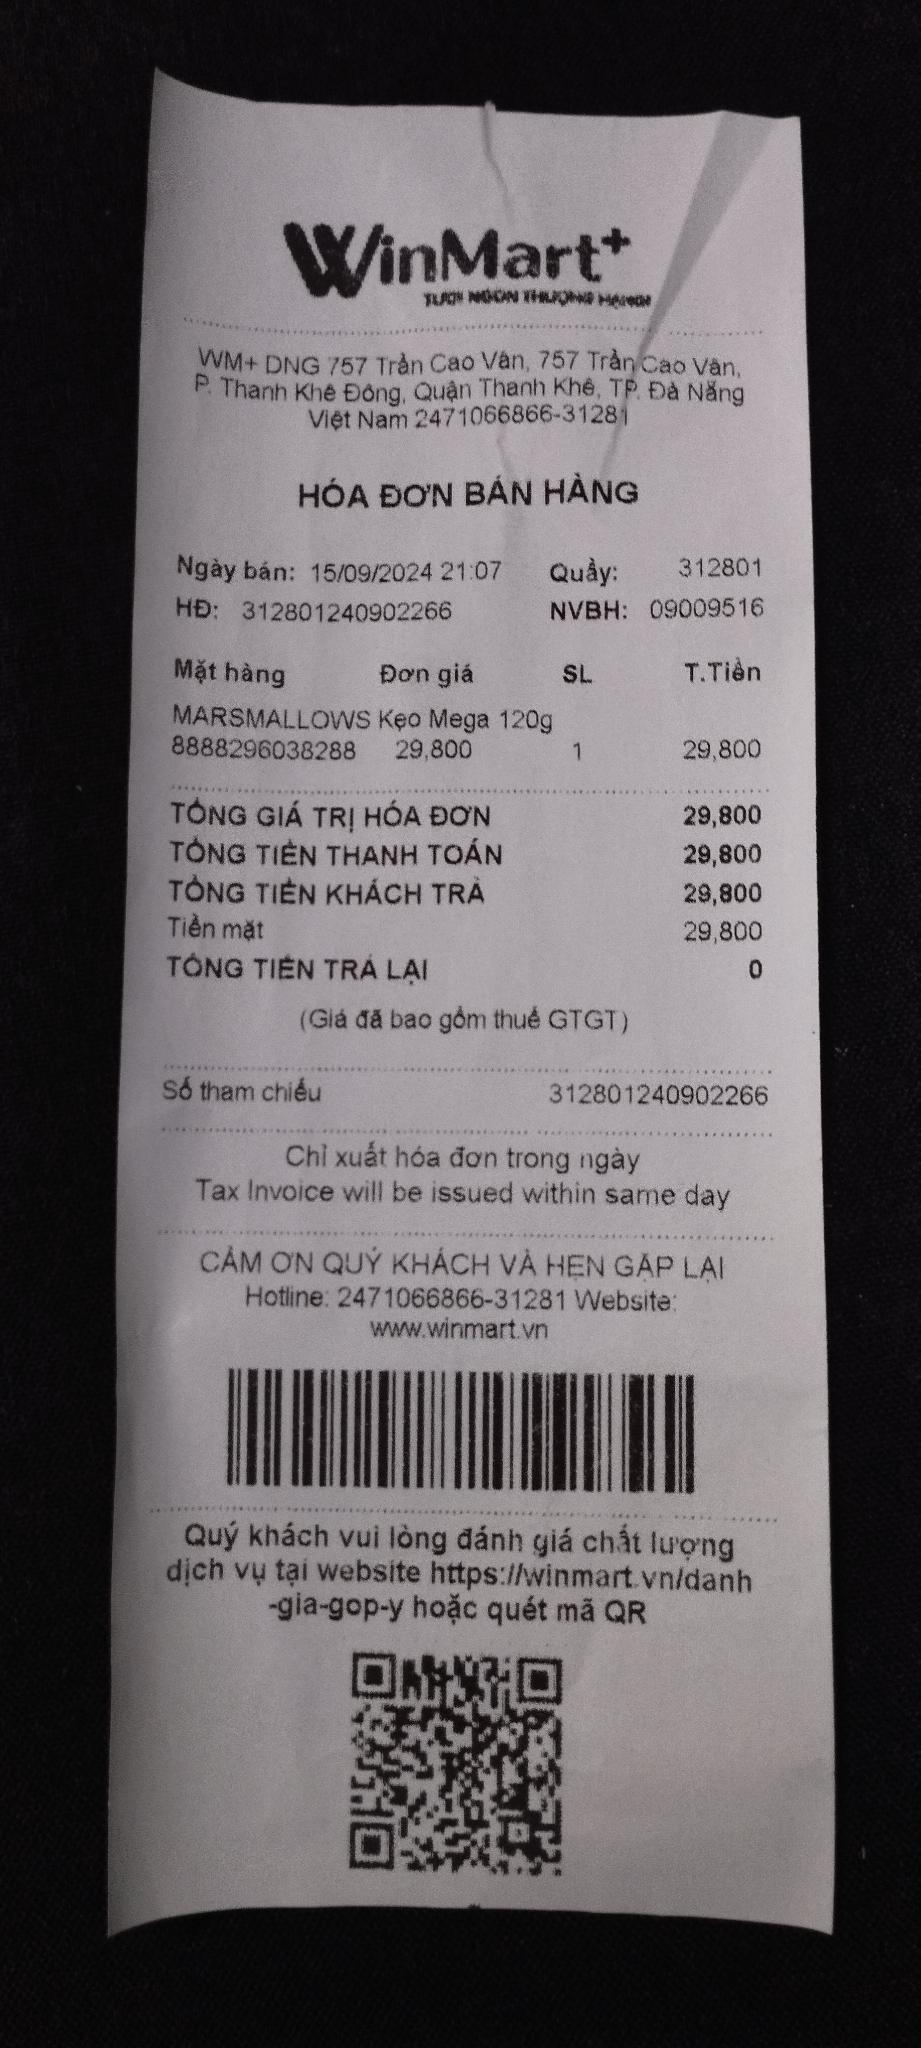 WinMart+
TƯƠI NGON THƯỢNG HẠNG
WM+ DNG 757 Trần Cao Vân, 757 Trần Cao Vân,
P. Thanh Khê Đông, Quận Thanh Khê, TP. Đà Nẵng
Việt Nam 2471066866-31281
HÓA ĐƠN BÁN HÀNG
Ngày bán: 15/09/2024 21:07 Quầy: 312801
HĐ: 312801240902266 NVBH: 09009516
Mặt hàng Đơn giá SL T.Tiền
MARSMALLOWS Kẹo Mega 120g
8888296038288 29,800 1 29,800
TỔNG GIÁ TRỊ HÓA ĐƠN 29,800
TỔNG TIỀN THANH TOÁN 29,800
TỔNG TIỀN KHÁCH TRẢ 29,800
Tiền mặt 29,800
TỔNG TIỀN TRẢ LẠI 0
(Giá đã bao gồm thuế GTGT)
Số tham chiếu 312801240902266
Chỉ xuất hóa đơn trong ngày
Tax Invoice will be issued within same day
CẢM ƠN QUÝ KHÁCH VÀ HẸN GẶP LẠI
Hotline: 2471066866-31281 Website:
www.winmart.vn
Quý khách vui lòng đánh giá chất lượng
dịch vụ tại website https://winmart.vn/danh
-gia-gop-y hoặc quét mã QR